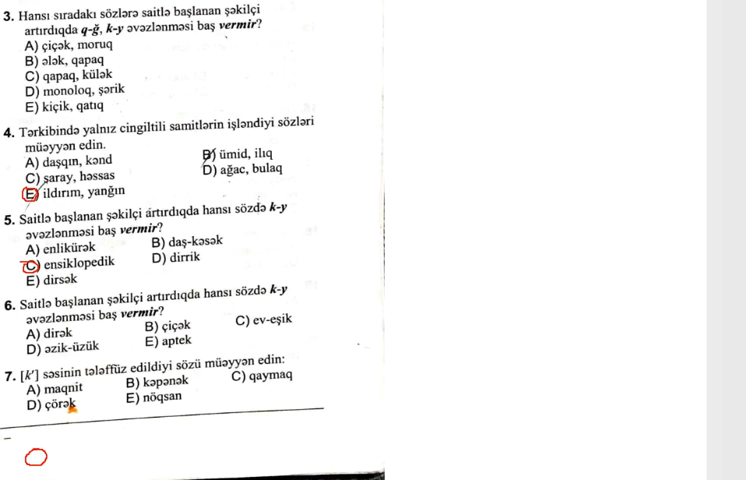 3. Hansı sıradakı sözlərə saitlə başlanan şəkilçi
artırdıqda q-ğ, k-y əvəzlənməsi baş vermir?
A) çiçək, moruq
B) ələk, qapaq
C) qapaq, külək
D) monoloq, şərik
E) kiçik, qatıq
4. Tərkibində yalnız cingiltili samitlərin işləndiyi sözləri
müəyyən edin.
A) daşqın, kənd B) ümid, ilıq
C) saray, həssas D) ağac, bulaq
E) ildırım, yanğın
5. Saitlə başlanan şəkilçi artırdıqda hansı sözdə k-y
əvəzlənməsi baş vermir?
A) enlikürək B) daş-kəsək
C) ensiklopedik D) dirrik
E) dirsək
6. Saitlə başlanan şəkilçi artırdıqda hansı sözdə k-y
əvəzlənməsi baş vermir?
A) dirək B) çiçək C) ev-eşik
D) əzik-üzük E) aptek
7. [k'] səsinin tələffüz edildiyi sözü müəyyən edin:
A) maqnit B) kəpənək C) qaymaq
D) çörək E) nöqsan